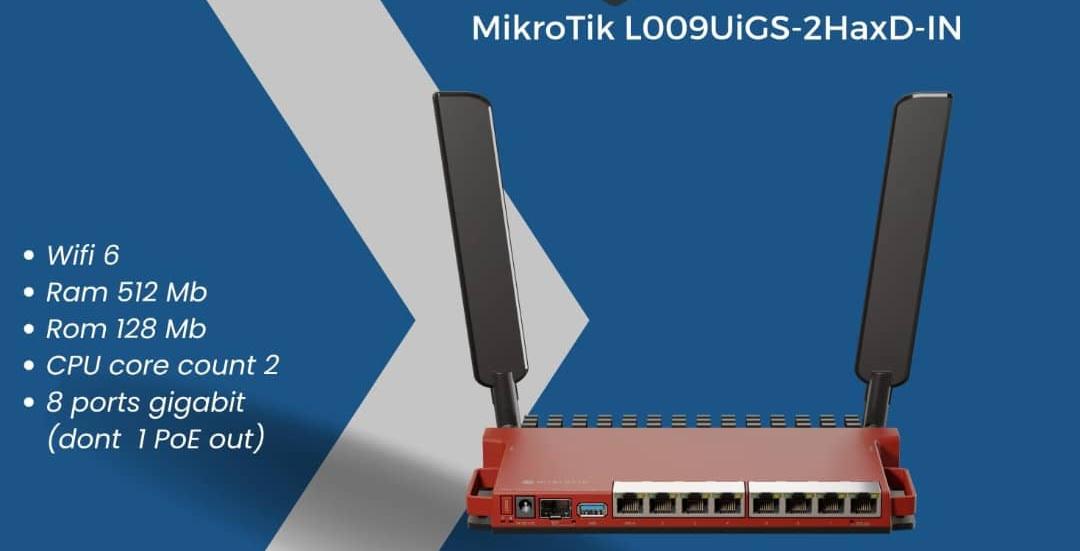 MikroTik L009UiGS-2HaxD-IN
• Wifi 6
• Ram 512 Mb
• Rom 128 Mb
• CPU core count 2
• 8 ports gigabit
(dont 1 PoE out)